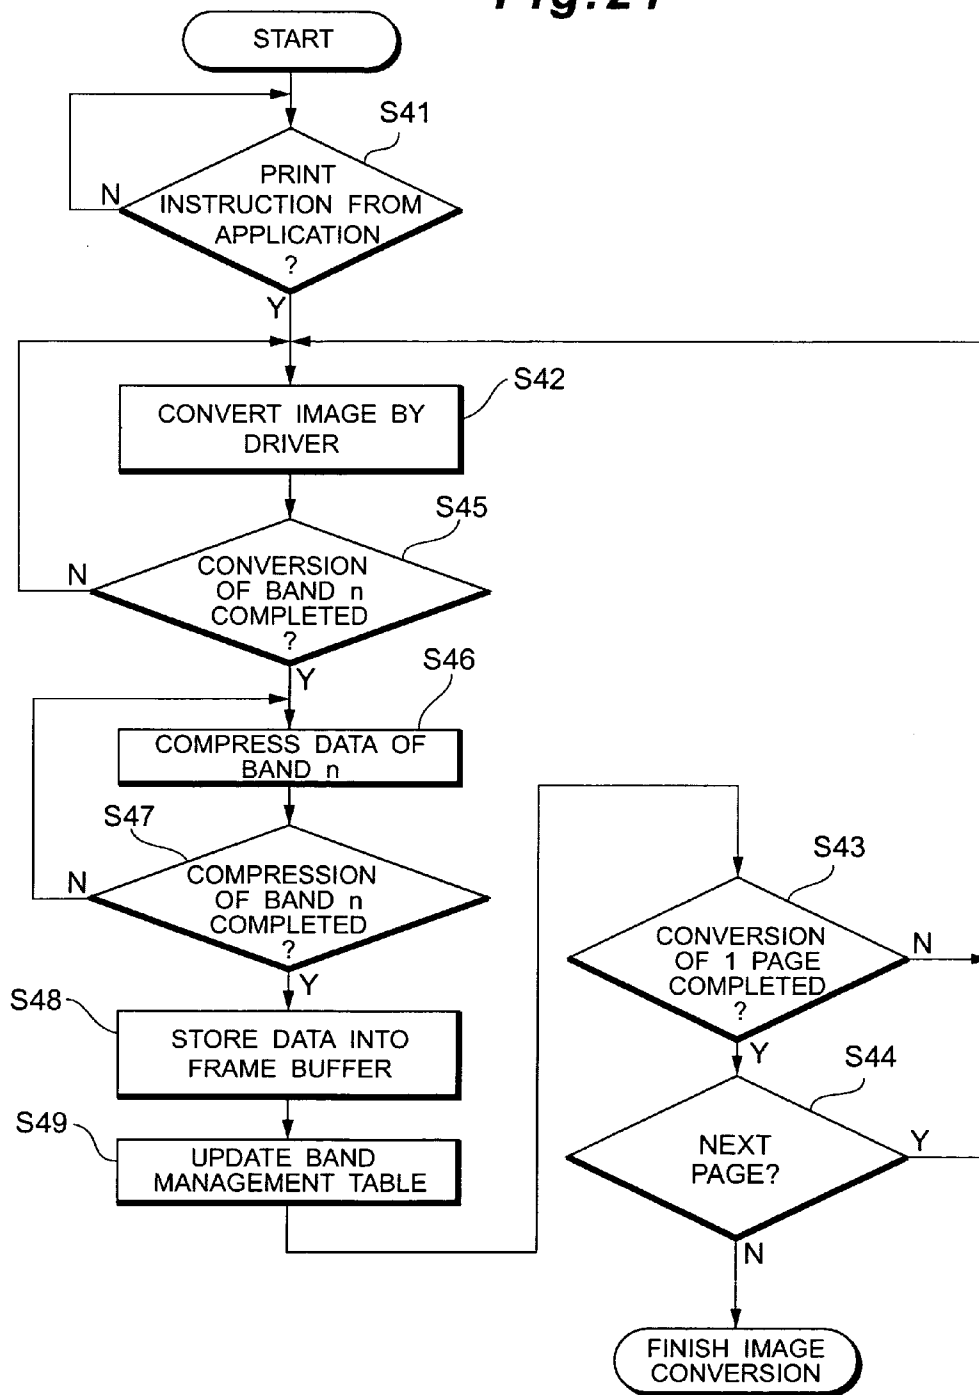 START
S41
PRINT
INSTRUCTION FROM
APPLICATION
?
N
Y
S42
CONVERT IMAGE BY
DRIVER
S45
CONVERSION
OF BAND n
COMPLETED
?
N
Y
S46
COMPRESS DATA OF
BAND n
S47
COMPRESSION
OF BAND n
COMPLETED
?
N
Y
S48
STORE DATA INTO
FRAME BUFFER
S49
UPDATE BAND
MANAGEMENT TABLE
S43
CONVERSION
OF 1 PAGE
COMPLETED
?
N
Y
S44
NEXT
PAGE?
Y
N
FINISH IMAGE
CONVERSION